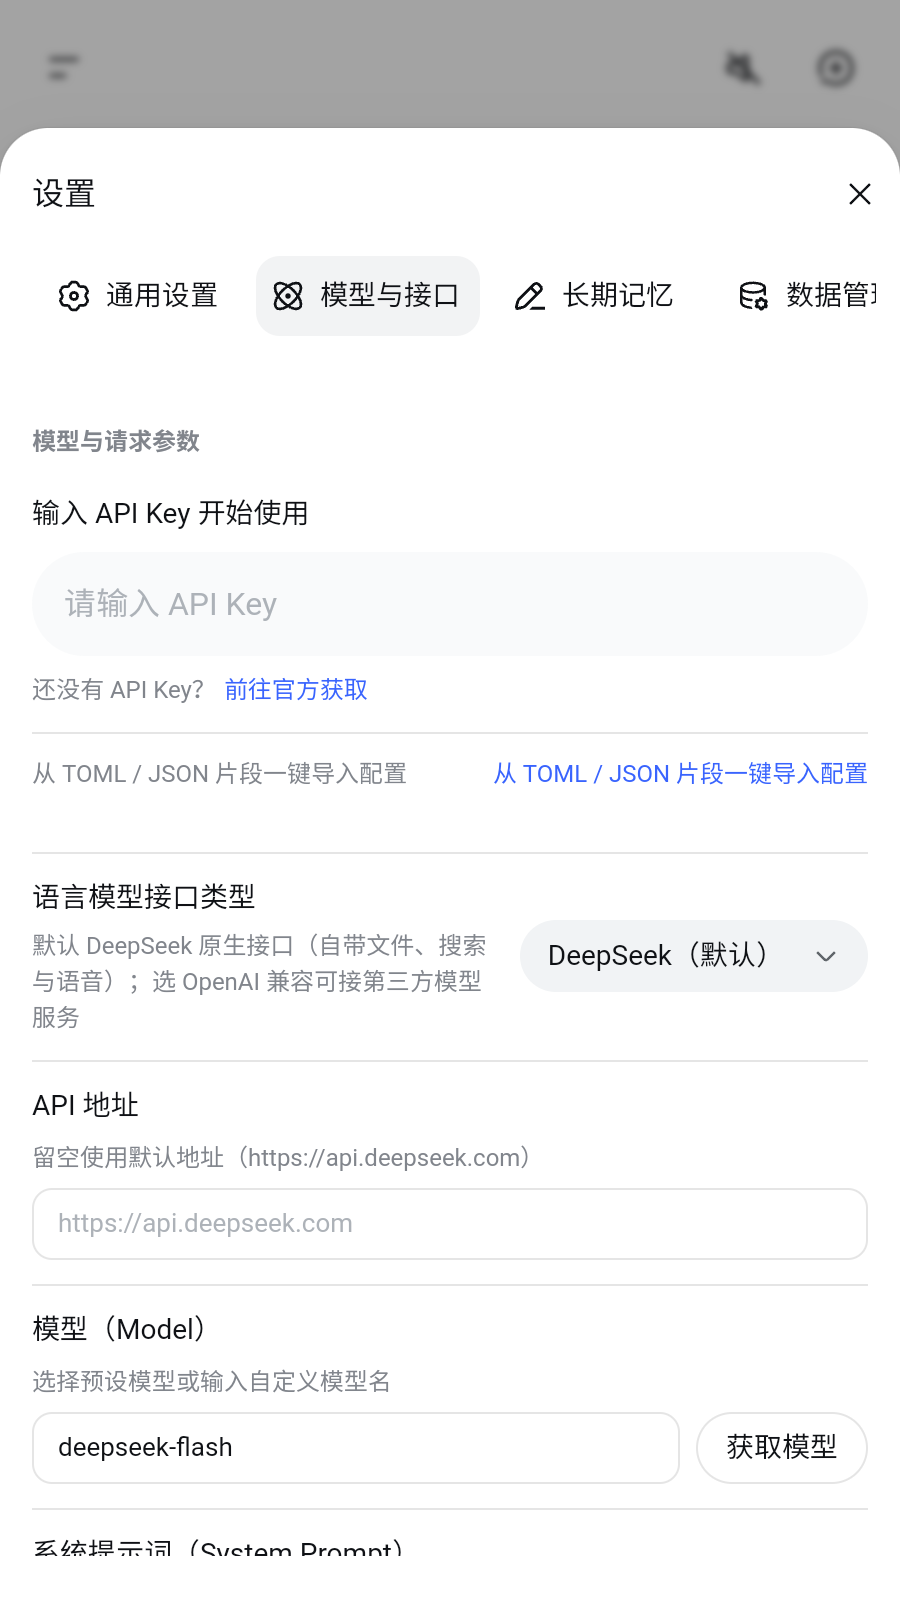 设置
通用设置
模型与接口
长期记忆
数据管
模型与请求参数
输入 API Key 开始使用
请输入 API Key
还没有 API Key？ 前往官方获取
从 TOML / JSON 片段一键导入配置
从 TOML / JSON 片段一键导入配置
语言模型接口类型
默认 DeepSeek 原生接口（自带文件、搜索
与语音）；选 OpenAI 兼容可接第三方模型
服务
DeepSeek（默认）
API 地址
留空使用默认地址（https://api.deepseek.com）
https://api.deepseek.com
模型（Model）
选择预设模型或输入自定义模型名
deepseek-flash
获取模型
系统提示词（System Prompt）